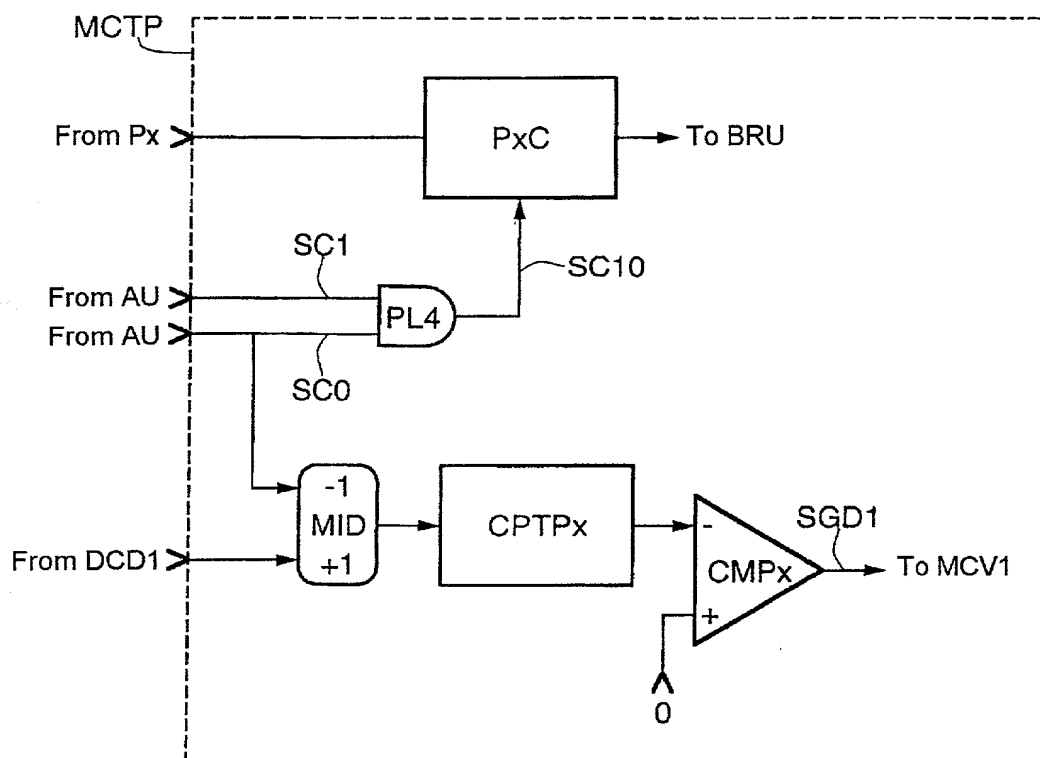 MCTP
From Px
PxC
To BRU
SC1
SC10
From AU
PL4
From AU
SC0
-1
MID
+1
CPTPx
-
CMPx
+
SGD1
To MCV1
From DCD1
0